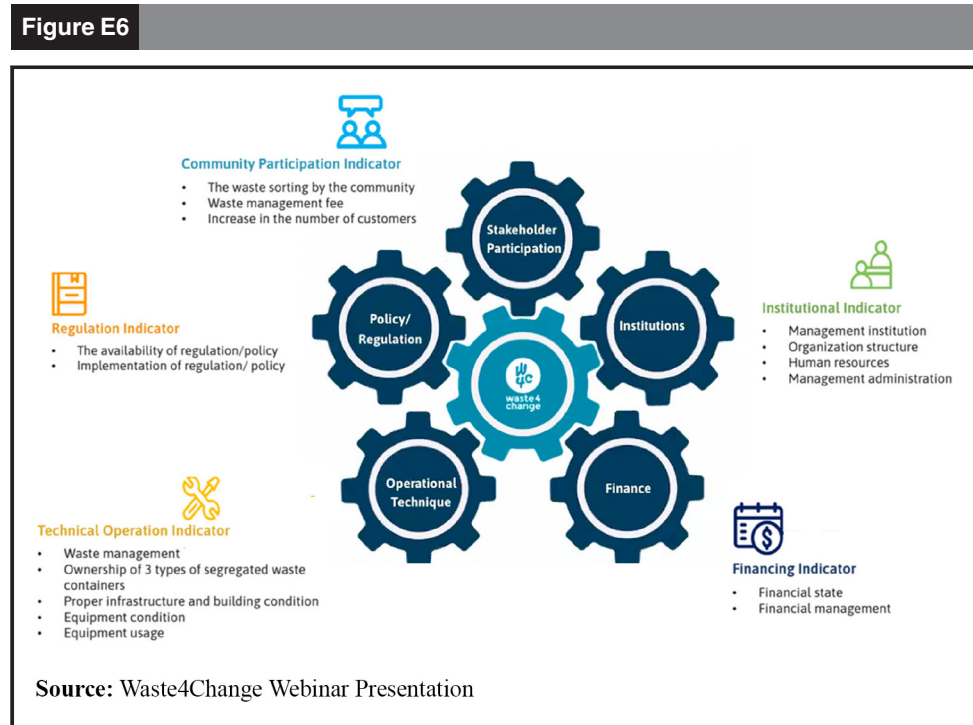 Figure E6
Community Participation Indicator
• The waste sorting by the community
• Waste management fee
• Increase in the number of customers
Stakeholder
Participation
Policy/
Regulation
Institutions
W4C
waste4
change
Operational
Technique
Finance
Regulation Indicator
• The availability of regulation/policy
• Implementation of regulation/ policy
Institutional Indicator
• Management institution
• Organization structure
• Human resources
• Management administration
Technical Operation Indicator
• Waste management
• Ownership of 3 types of segregated waste
containers
• Proper infrastructure and building condition
• Equipment condition
• Equipment usage
$
Financing Indicator
• Financial state
• Financial management
Source: Waste4Change Webinar Presentation